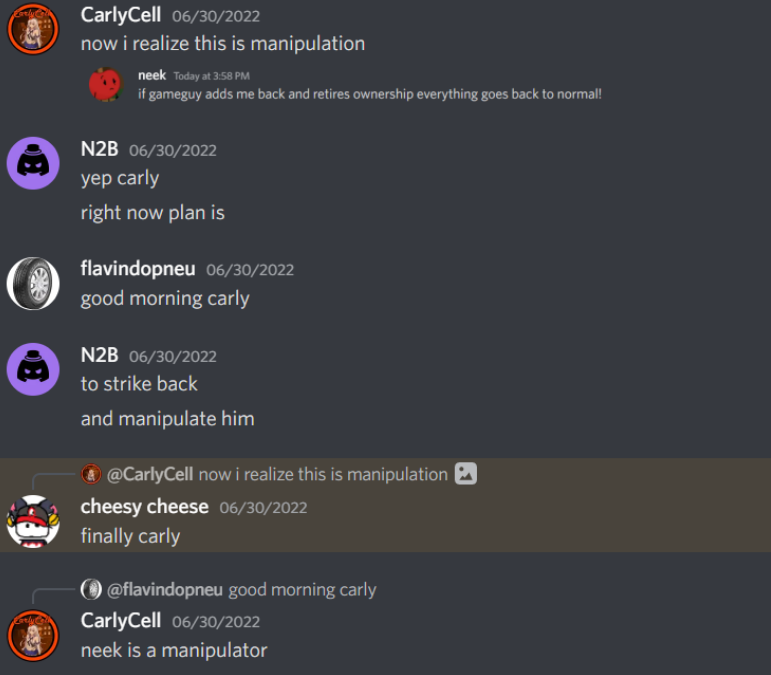 CarlyCell 06/30/2022
now i realize this is manipulation
neek Today at 3:58 PM
if gameguy adds me back and retires ownership everything goes back to normal!
N2B 06/30/2022
yep carly
right now plan is
flavindopneu 06/30/2022
good morning carly
N2B 06/30/2022
to strike back
and manipulate him
@CarlyCell now i realize this is manipulation
cheesy cheese 06/30/2022
finally carly
@flavindopneu good morning carly
CarlyCell 06/30/2022
neek is a manipulator